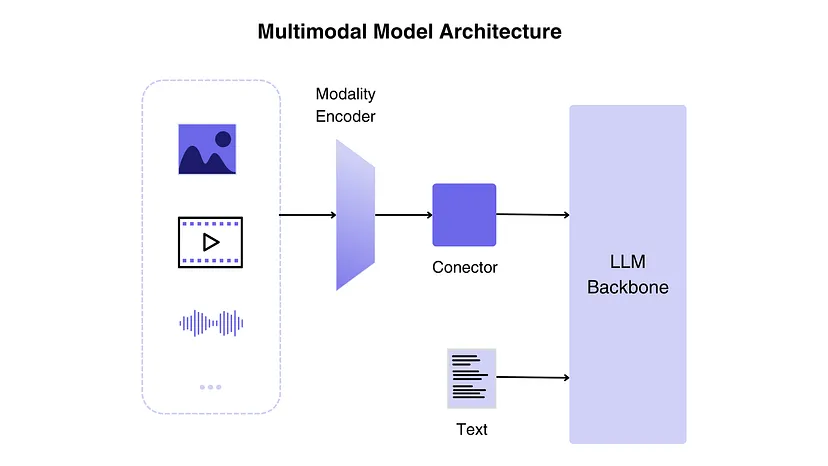 Multimodal Model Architecture
Modality
Encoder
Conector
LLM
Backbone
Text